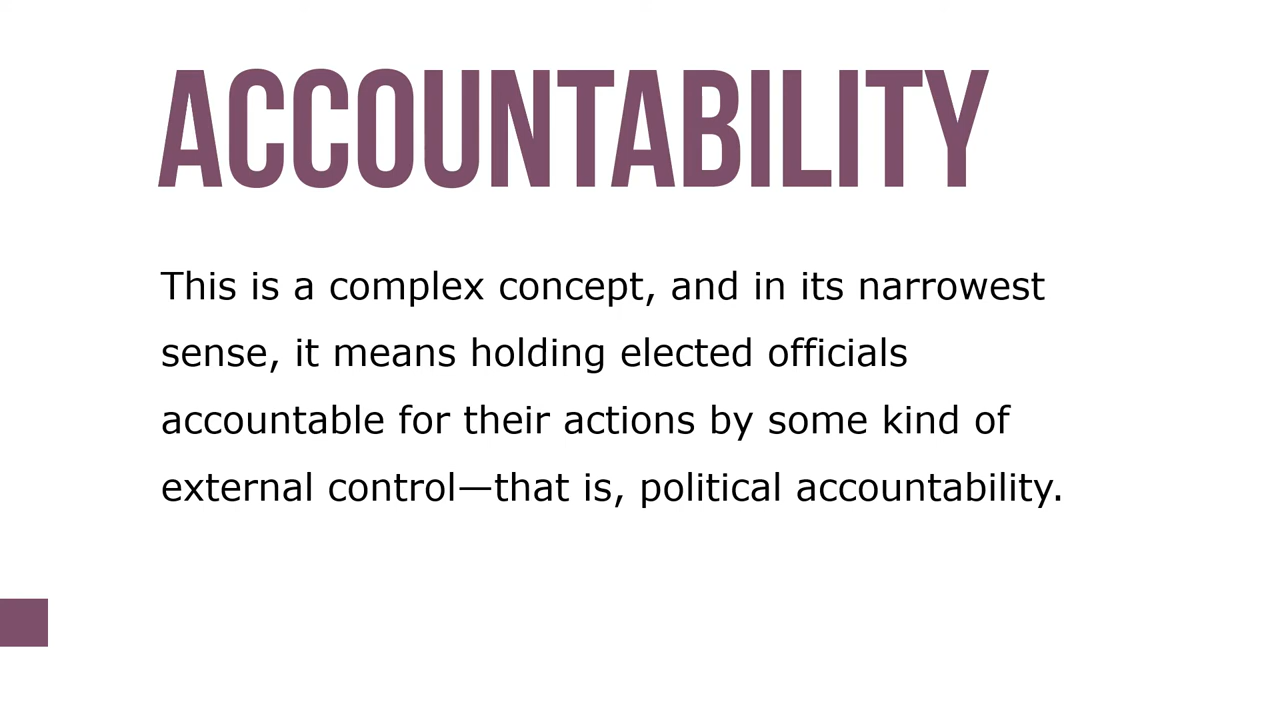 ACCOUNTABILITY
This is a complex concept, and in its narrowest
sense, it means holding elected officials
accountable for their actions by some kind of
external control—that is, political accountability.